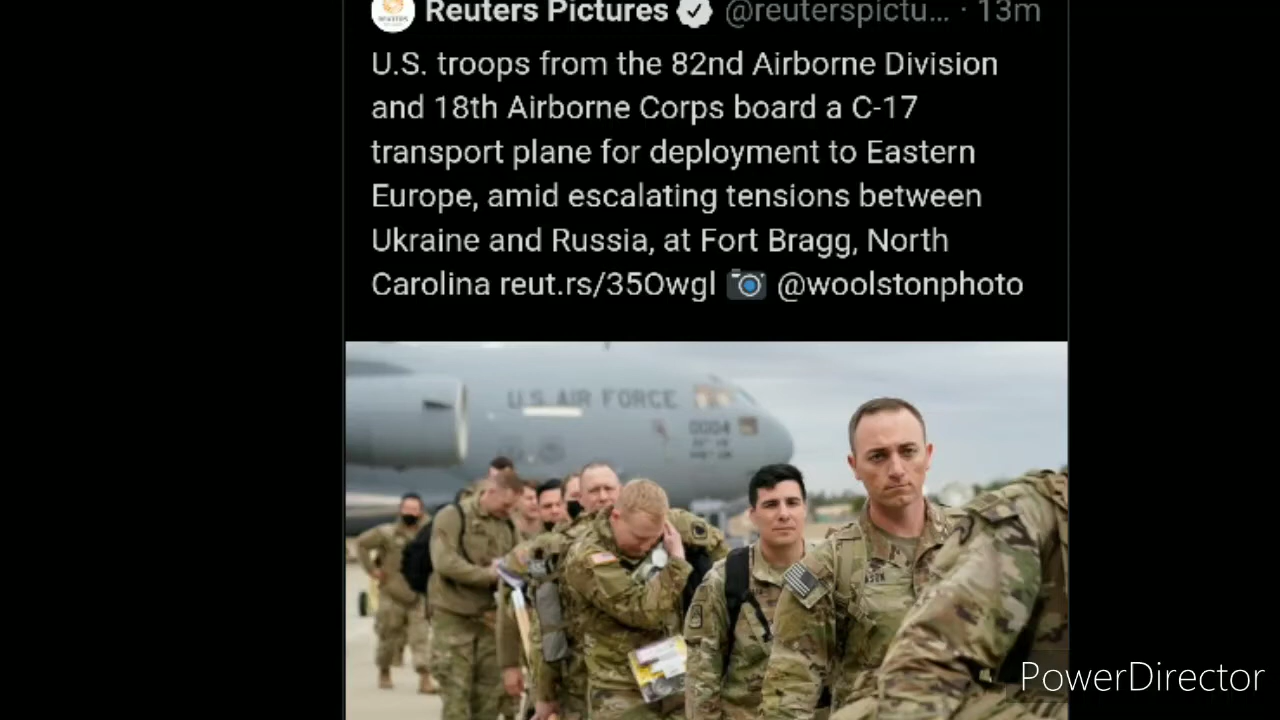 Reuters Pictures @reuterspictu... · 13m
U.S. troops from the 82nd Airborne Division
and 18th Airborne Corps board a C-17
transport plane for deployment to Eastern
Europe, amid escalating tensions between
Ukraine and Russia, at Fort Bragg, North
Carolina reut.rs/35Owgl 📷 @woolstonphoto
U.S. AIR FORCE
PowerDirector